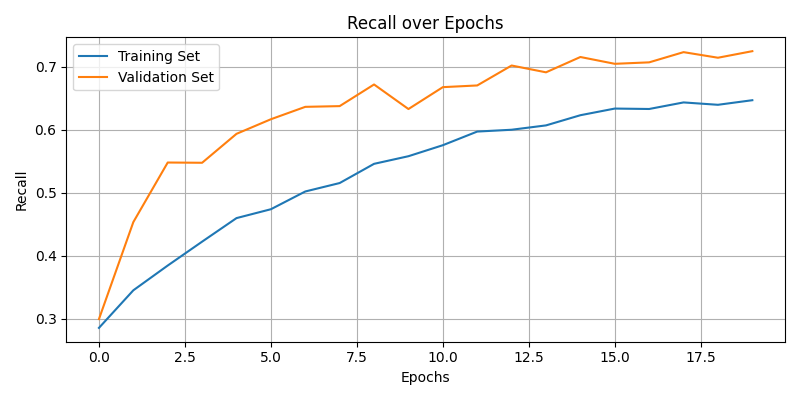 Recall over Epochs
Training Set
Validation Set
0.7
0.6
0.5
0.4
0.3
Recall
0.0 2.5 5.0 7.5 10.0 12.5 15.0 17.5
Epochs